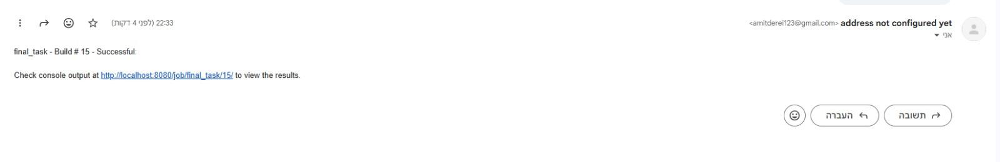 address not configured yet <amitderei123@gmail.com>
22:33 (לפני 4 דקות)
אני
final_task - Build # 15 - Successful:
Check console output at http://localhost:8080/job/final_task/15/ to view the results.
תשובה
העברה